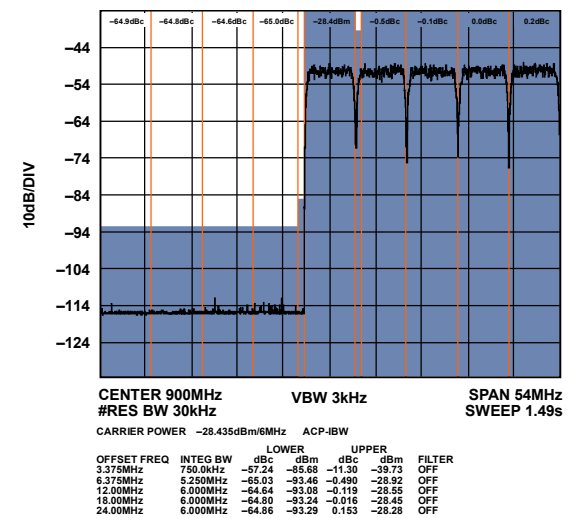 −64.9dBc −64.8dBc −64.6dBc −65.0dBc −28.4dBm −0.5dBc −0.1dBc 0.0dBc 0.2dBc
−44
−54
−64
−74
−84
−94
−104
−114
−124
10dB/DIV
CENTER 900MHz VBW 3kHz SPAN 54MHz
#RES BW 30kHz SWEEP 1.49s
CARRIER POWER −28.435dBm/6MHz ACP-IBW
LOWER UPPER
OFFSET FREQ INTEG BW dBc dBm dBc dBm FILTER
3.375MHz 750.0kHz −57.24 −85.68 −11.30 −39.73 OFF
6.375MHz 5.250MHz −65.03 −93.46 −0.490 −28.92 OFF
12.00MHz 6.000MHz −64.64 −93.08 −0.119 −28.55 OFF
18.00MHz 6.000MHz −64.80 −93.24 −0.016 −28.45 OFF
24.00MHz 6.000MHz −64.86 −93.29 0.153 −28.28 OFF